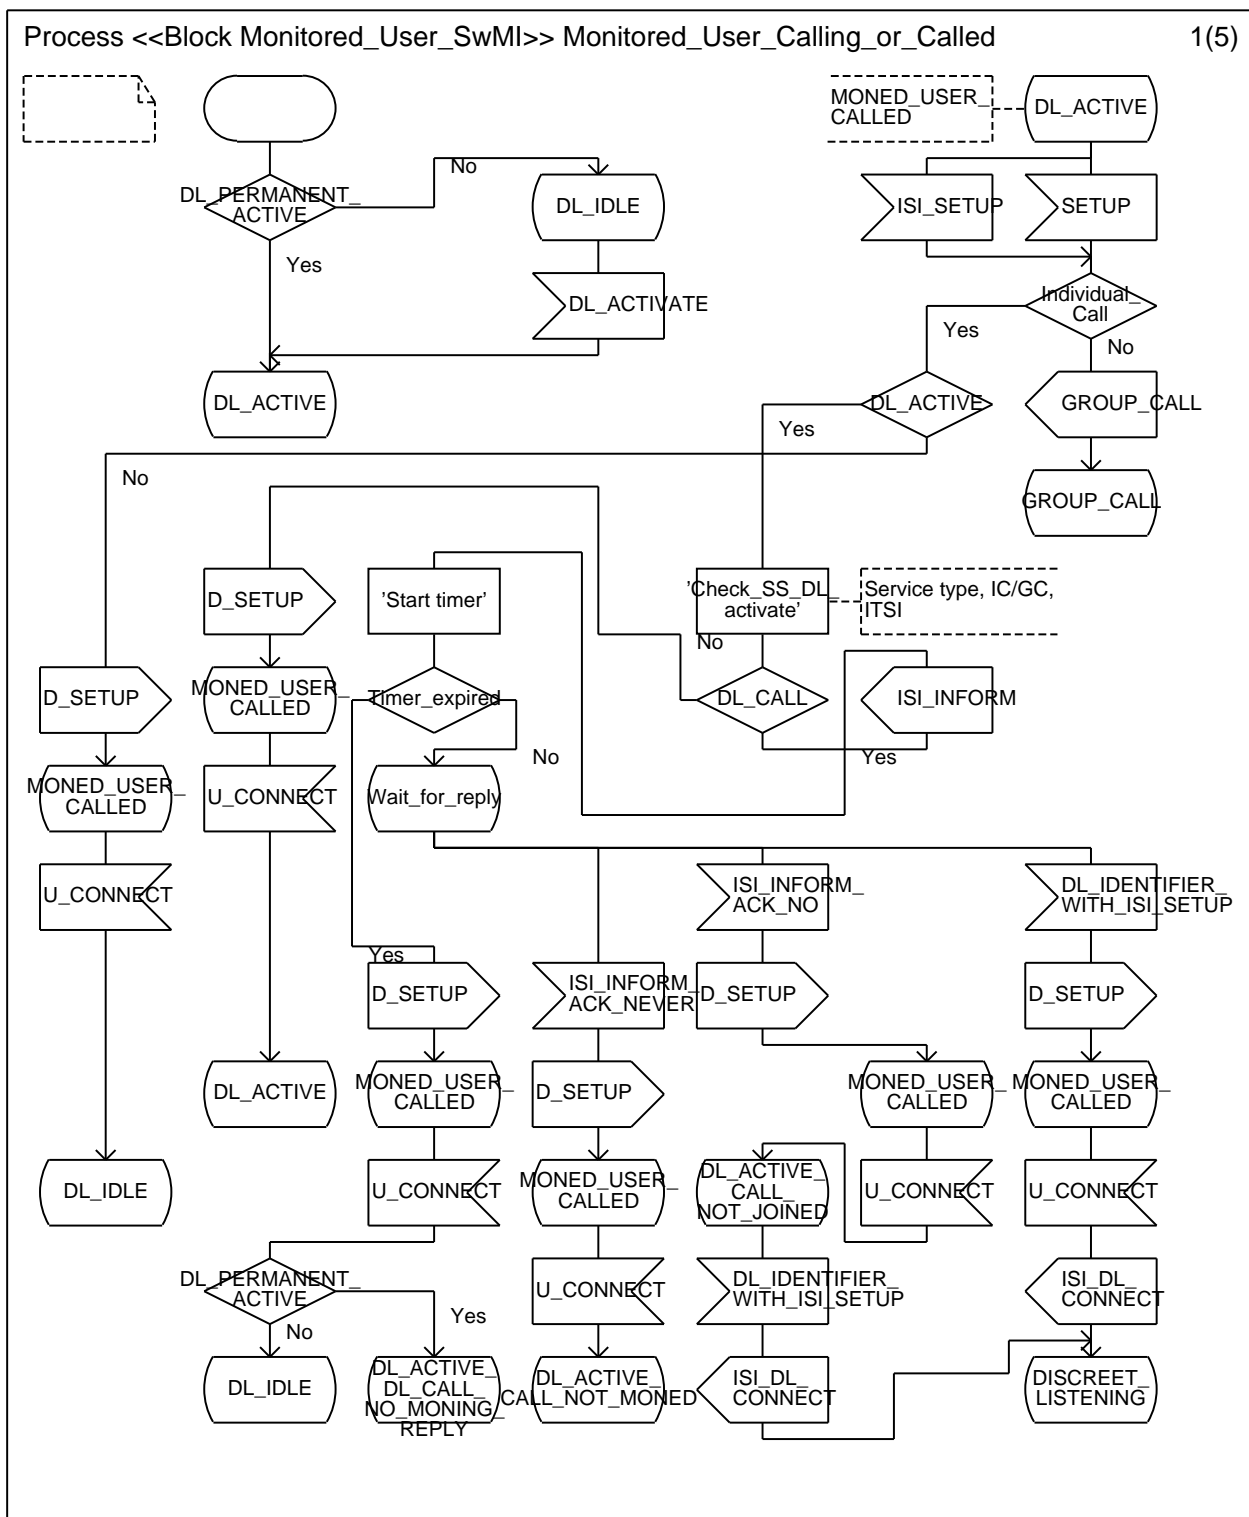 Process <<Block Monitored_User_SwMI>> Monitored_User_Calling_or_Called
1(5)
MONED_USER_
CALLED
DL_ACTIVE
DL_PERMANENT_
ACTIVE
No
DL_IDLE
ISI_SETUP
SETUP
Yes
DL_ACTIVATE
Individual_
Call
Yes
No
DL_ACTIVE
DL_ACTIVE
GROUP_CALL
Yes
No
GROUP_CALL
D_SETUP
'Start timer'
'Check_SS_DL_
activate'
Service type, IC/GC,
ITSI
No
D_SETUP
MONED_USER_
CALLED
Timer_expired
DL_CALL
ISI_INFORM
No
Yes
MONED_USER_
CALLED
U_CONNECT
Wait_for_reply
U_CONNECT
ISI_INFORM_
ACK_NO
DL_IDENTIFIER_
WITH_ISI_SETUP
Yes
D_SETUP
ISI_INFORM_
ACK_NEVER
D_SETUP
D_SETUP
DL_ACTIVE
MONED_USER_
CALLED
D_SETUP
MONED_USER_
CALLED
MONED_USER_
CALLED
DL_IDLE
U_CONNECT
MONED_USER_
CALLED
DL_ACTIVE_
CALL_
NOT_JOINED
U_CONNECT
U_CONNECT
DL_PERMANENT_
ACTIVE
No
Yes
U_CONNECT
DL_IDENTIFIER_
WITH_ISI_SETUP
ISI_DL_
CONNECT
DL_IDLE
DL_ACTIVE_
DL_CALL_
NO_MONING_
REPLY
DL_ACTIVE_
CALL_NOT_MONED
ISI_DL_
CONNECT
DISCREET_
LISTENING